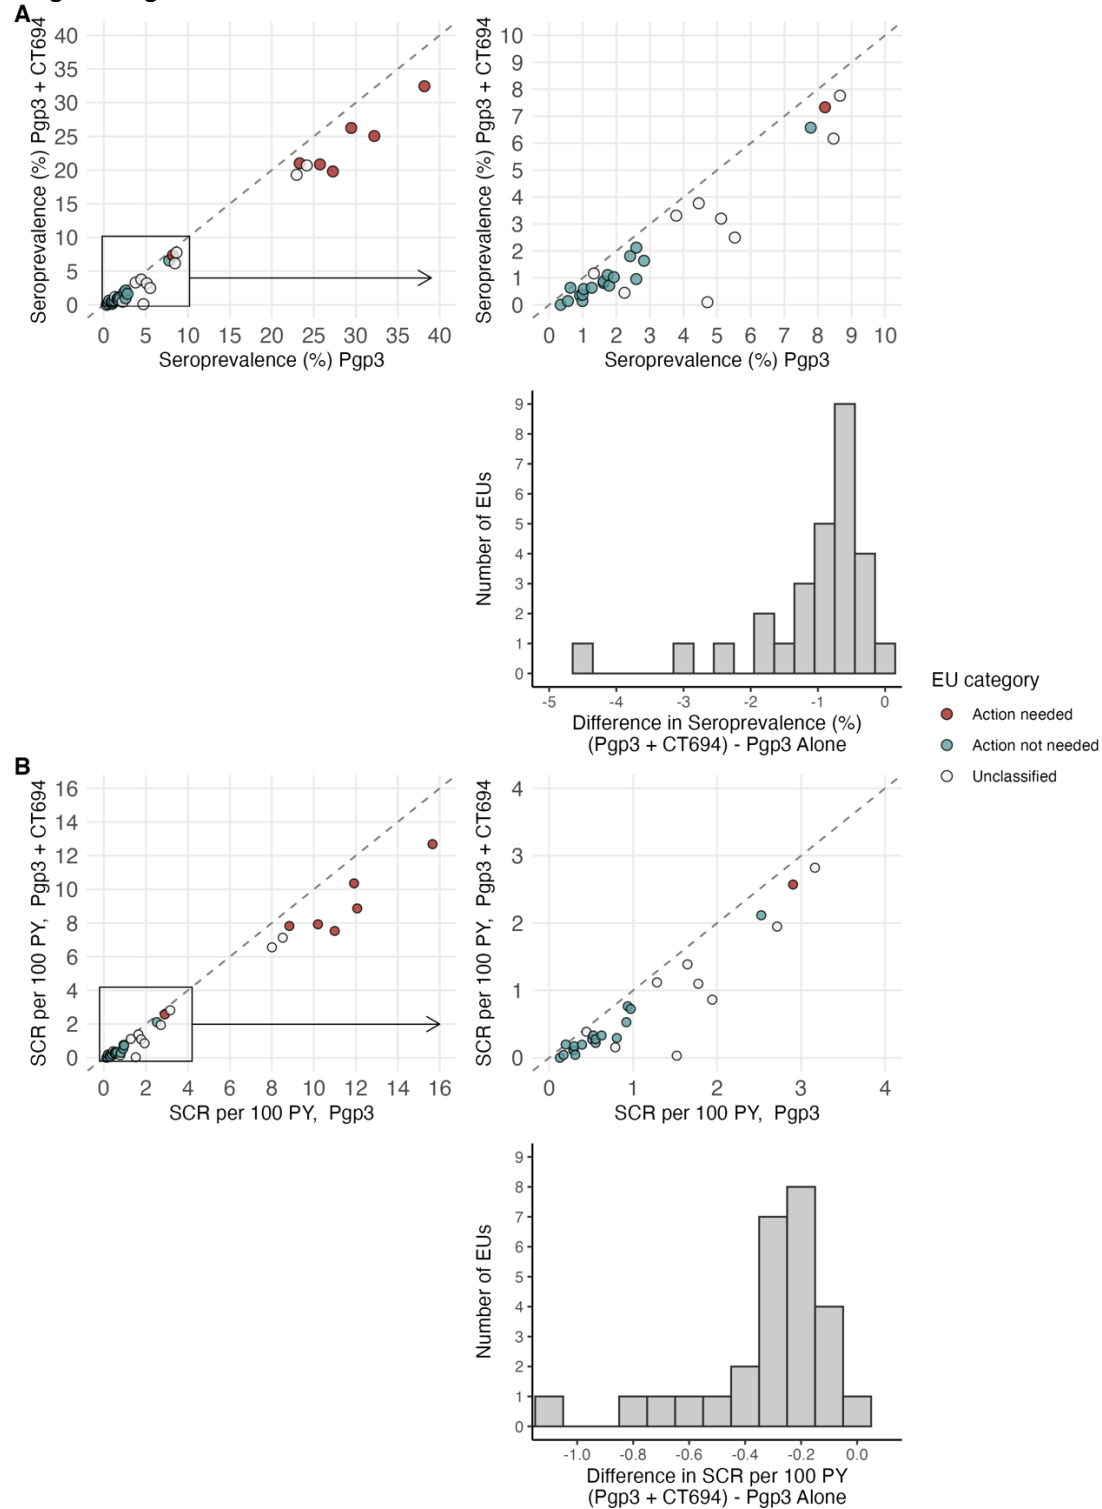 A
Seroprevalence (%) Pgp3 + CT694
40
35
30
25
20
15
10
5
0
0 5 10 15 20 25 30 35 40
Seroprevalence (%) Pgp3
Seroprevalence (%) Pgp3 + CT694
10
9
8
7
6
5
4
3
2
1
0
0 1 2 3 4 5 6 7 8 9 10
Seroprevalence (%) Pgp3
Number of EUs
9
8
7
6
5
4
3
2
1
0
-5 -4 -3 -2 -1 0
Difference in Seroprevalence (%)
(Pgp3 + CT694) - Pgp3 Alone
EU category
Action needed
Action not needed
Unclassified
B
SCR per 100 PY, Pgp3 + CT694
16
14
12
10
8
6
4
2
0
0 2 4 6 8 10 12 14 16
SCR per 100 PY, Pgp3
SCR per 100 PY, Pgp3 + CT694
4
3
2
1
0
0 1 2 3 4
SCR per 100 PY, Pgp3
Number of EUs
9
8
7
6
5
4
3
2
1
0
-1.0 -0.8 -0.6 -0.4 -0.2 0.0
Difference in SCR per 100 PY
(Pgp3 + CT694) - Pgp3 Alone